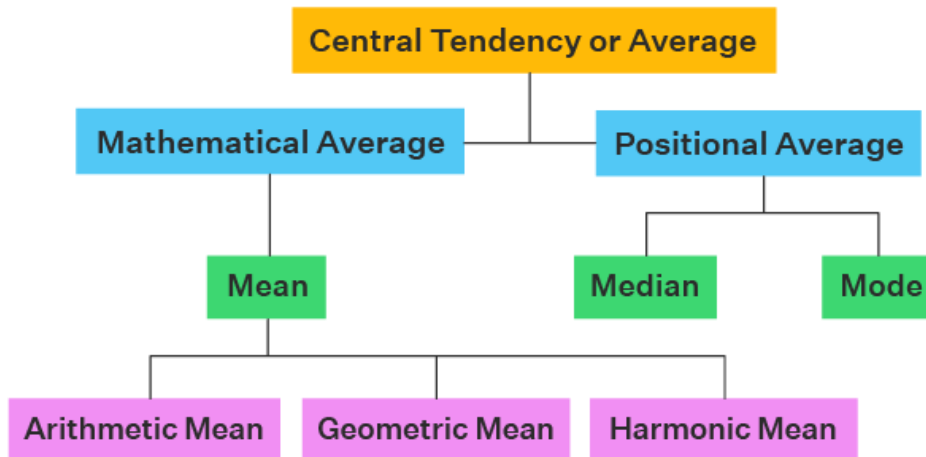 Central Tendency or Average
Mathematical Average
Positional Average
Mean
Median
Mode
Arithmetic Mean
Geometric Mean
Harmonic Mean